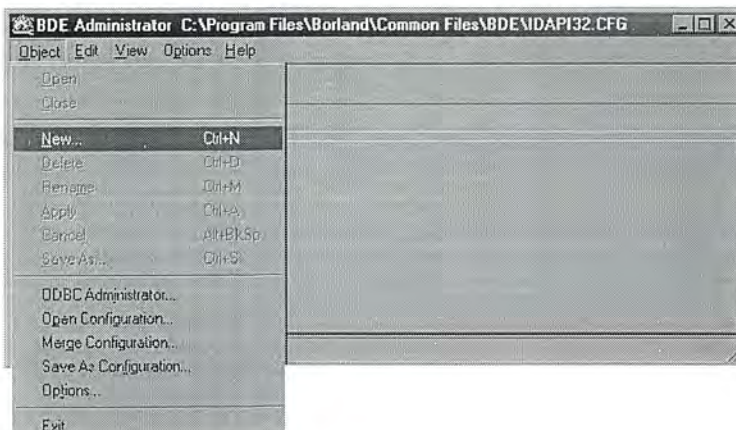 BDE Administrator C:\Program Files\Borland\Common Files\BDE\IDAPI32.CFG
Object Edit View Options Help
Open
Close
New... Ctrl+N
Delete Ctrl+D
Rename Ctrl+M
Apply Ctrl+A
Cancel Alt+BkSp
Save As... Ctrl+S
ODBC Administrator...
Open Configuration...
Merge Configuration...
Save As Configuration...
Options...
Exit